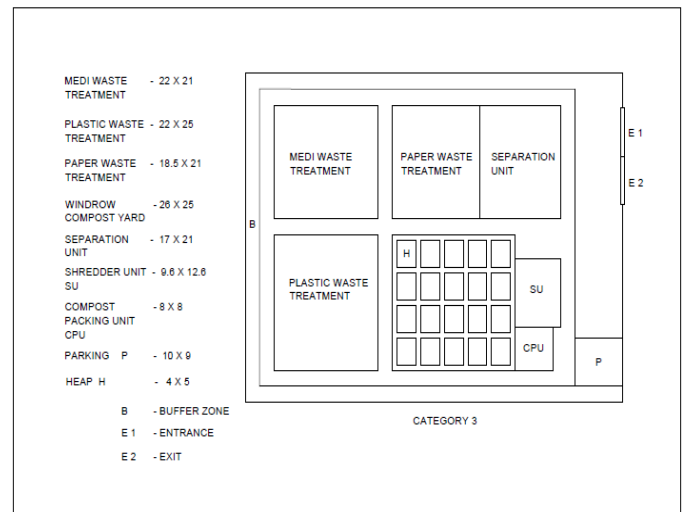 MEDI WASTE - 22 X 21
TREATMENT
PLASTIC WASTE - 22 X 25
TREATMENT
PAPER WASTE - 18.5 X 21
TREATMENT
WINDROW - 26 X 25
COMPOST YARD
SEPARATION - 17 X 21
UNIT
SHREDDER UNIT - 9.6 X 12.6
SU
COMPOST - 8 X 8
PACKING UNIT
CPU
PARKING P - 10 X 9
HEAP H - 4 X 5
B - BUFFER ZONE
E 1 - ENTRANCE
E 2 - EXIT
MEDI WASTE
TREATMENT
PAPER WASTE
TREATMENT
SEPARATION
UNIT
E 1
E 2
B
H
PLASTIC WASTE
TREATMENT
SU
CPU
P
CATEGORY 3